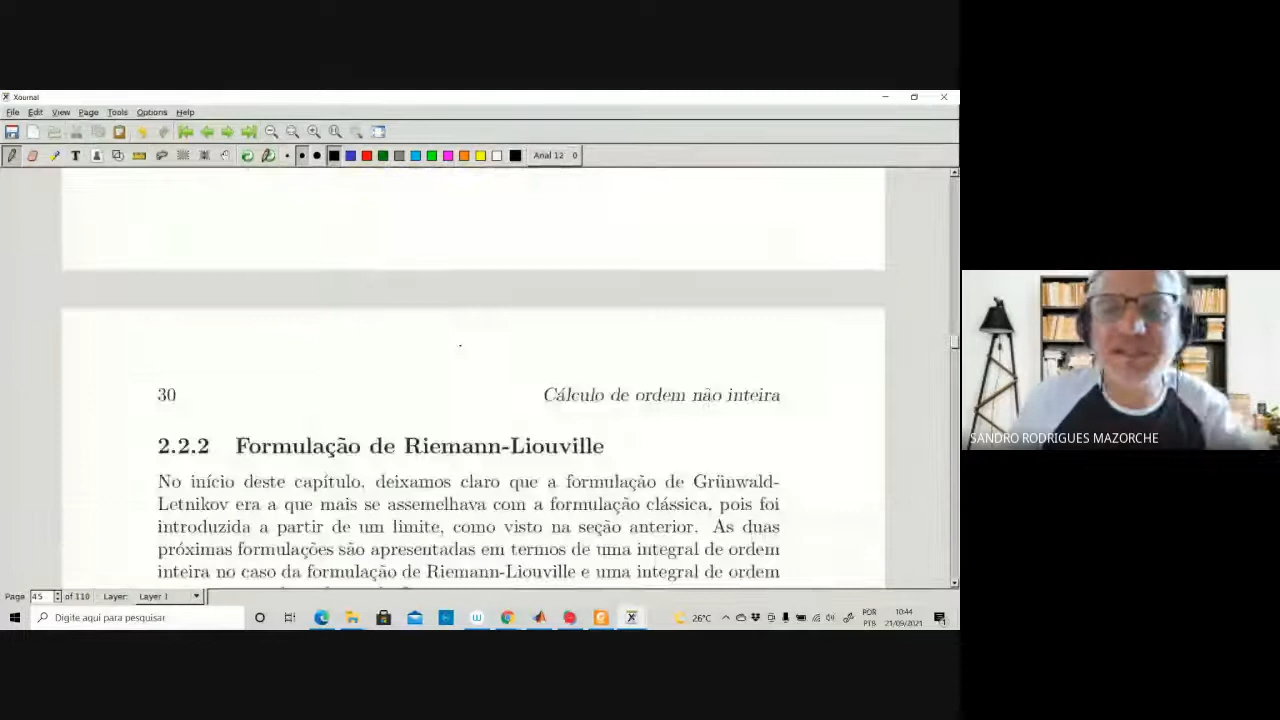 Xournal
File Edit View Page Tools Options Help
Arial 12 0
30 Cálculo de ordem não inteira
2.2.2 Formulação de Riemann-Liouville
No início deste capítulo, deixamos claro que a formulação de Grünwald-
Letnikov era a que mais se assemelhava com a formulação clássica, pois foi
introduzida a partir de um limite, como visto na seção anterior. As duas
próximas formulações são apresentadas em termos de uma integral de ordem
inteira no caso da formulação de Riemann-Liouville e uma integral de ordem
SANDRO RODRIGUES MAZORCHE
Page 45 of 110 Layer: Layer 1
Digite aqui para pesquisar
26°C
POR
PTB
10:44
21/09/2021